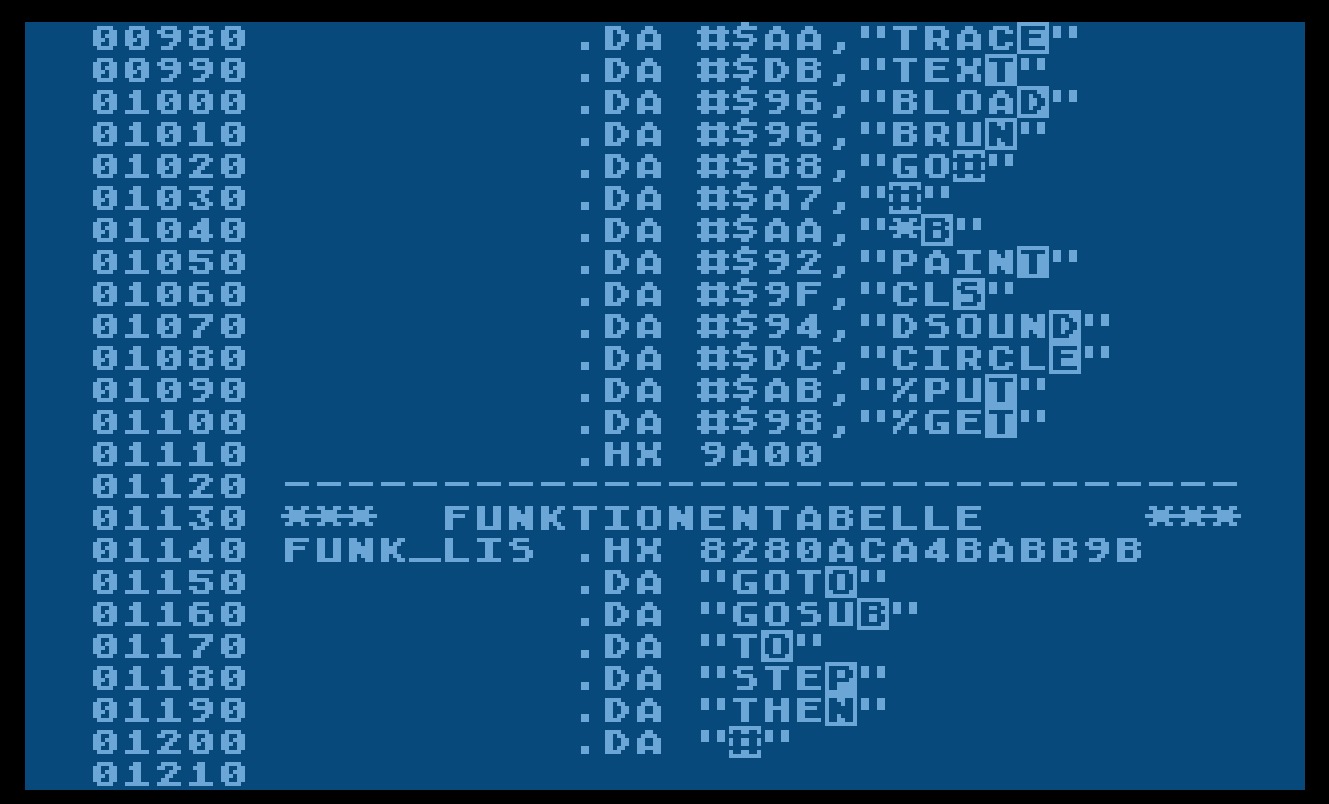 00980 .DA #$AA,"TRACE"
00990 .DA #$DB,"TEXT"
01000 .DA #$96,"BLOAD"
01010 .DA #$96,"BRUN"
01020 .DA #$B8,"GO#"
01030 .DA #$A7,"#"
01040 .DA #$AA,"*B"
01050 .DA #$92,"PAINT"
01060 .DA #$9F,"CLS"
01070 .DA #$94,"DSOUND"
01080 .DA #$DC,"CIRCLE"
01090 .DA #$AB,"%PUT"
01100 .DA #$98,"%GET"
01110 .HX 9A00
01120 ------------------------------
01130 *** FUNKTIONENTABELLE ***
01140 FUNK_LIS .HX 8280ACA4BABB9B
01150 .DA "GOTO"
01160 .DA "GOSUB"
01170 .DA "TO"
01180 .DA "STEP"
01190 .DA "THEN"
01200 .DA "#"
01210